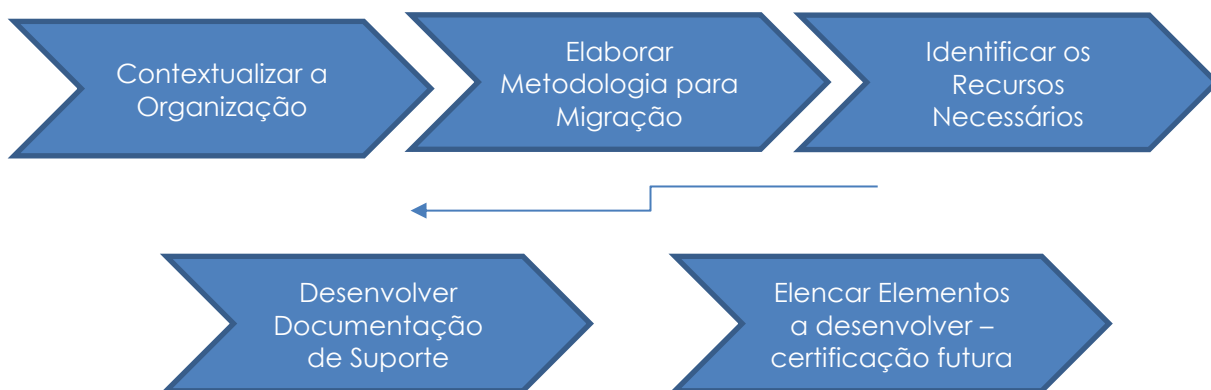 Contextualizar a
Organização
Elaborar
Metodologia para
Migração
Identificar os
Recursos
Necessários
Desenvolver
Documentação
de Suporte
Elencar Elementos
a desenvolver –
certificação futura